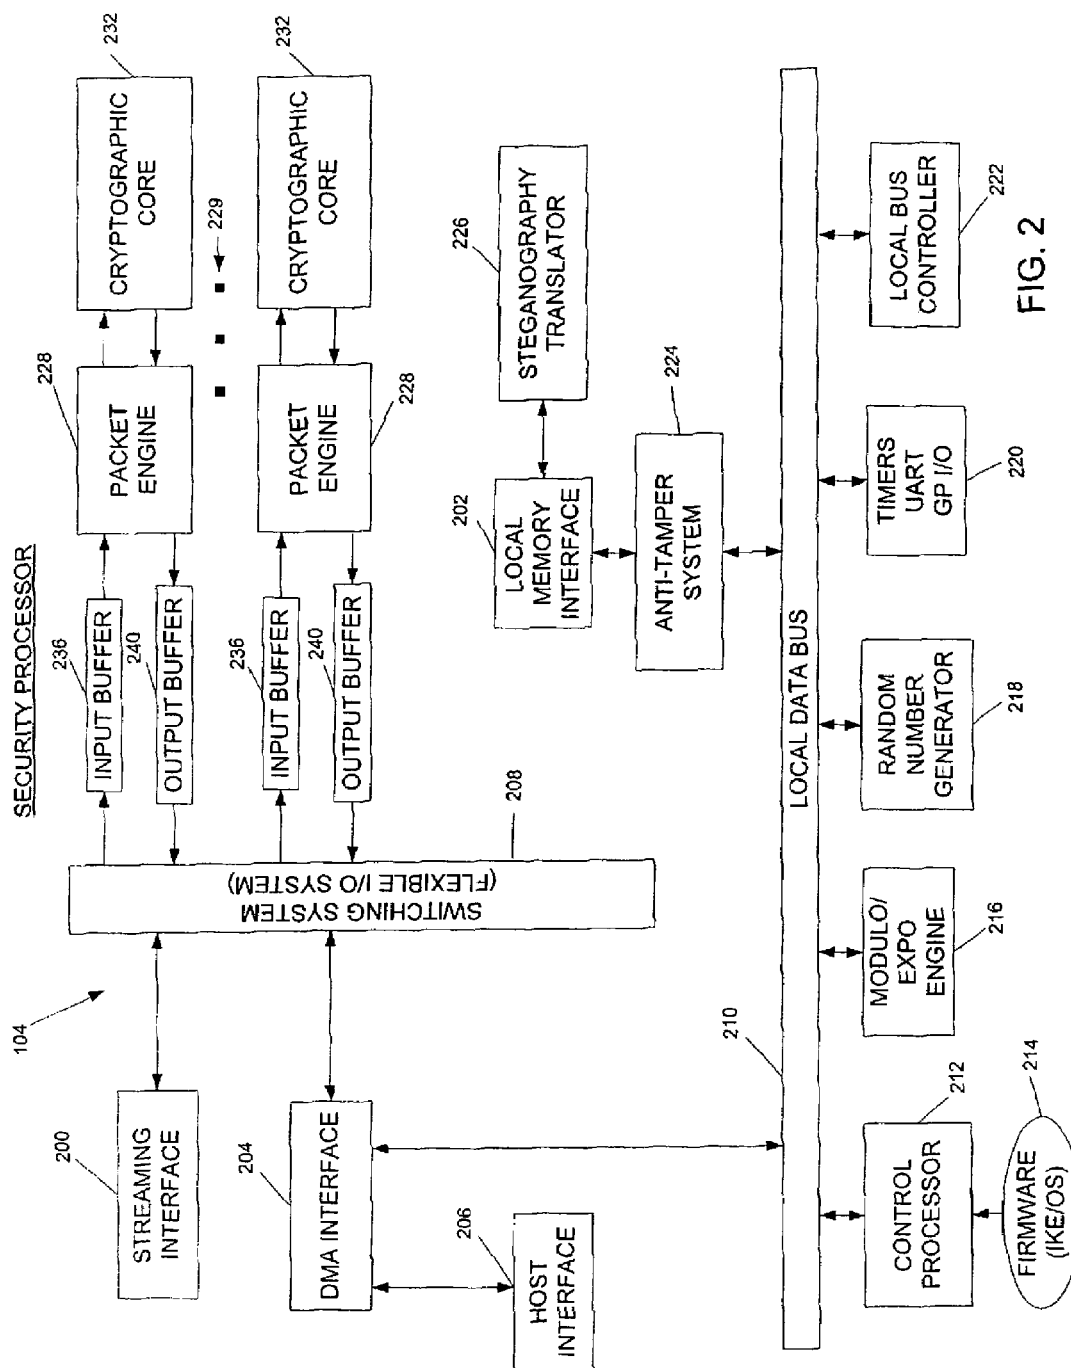 SECURITY PROCESSOR
104
200
STREAMING
INTERFACE
204
DMA INTERFACE
206
HOST
INTERFACE
SWITCHING SYSTEM
(FLEXIBLE I/O SYSTEM)
208
236
INPUT BUFFER
240
OUTPUT BUFFER
228
PACKET
ENGINE
232
CRYPTOGRAPHIC
CORE
229
236
INPUT BUFFER
240
OUTPUT BUFFER
228
PACKET
ENGINE
232
CRYPTOGRAPHIC
CORE
202
LOCAL
MEMORY
INTERFACE
226
STEGANOGRAPHY
TRANSLATOR
224
ANTI-TAMPER
SYSTEM
210
LOCAL DATA BUS
212
CONTROL
PROCESSOR
214
FIRMWARE
(IKE/OS)
MODULO/
EXPO
ENGINE
216
RANDOM
NUMBER
GENERATOR
218
TIMERS
UART
GP I/O
220
LOCAL BUS
CONTROLLER
222
FIG. 2